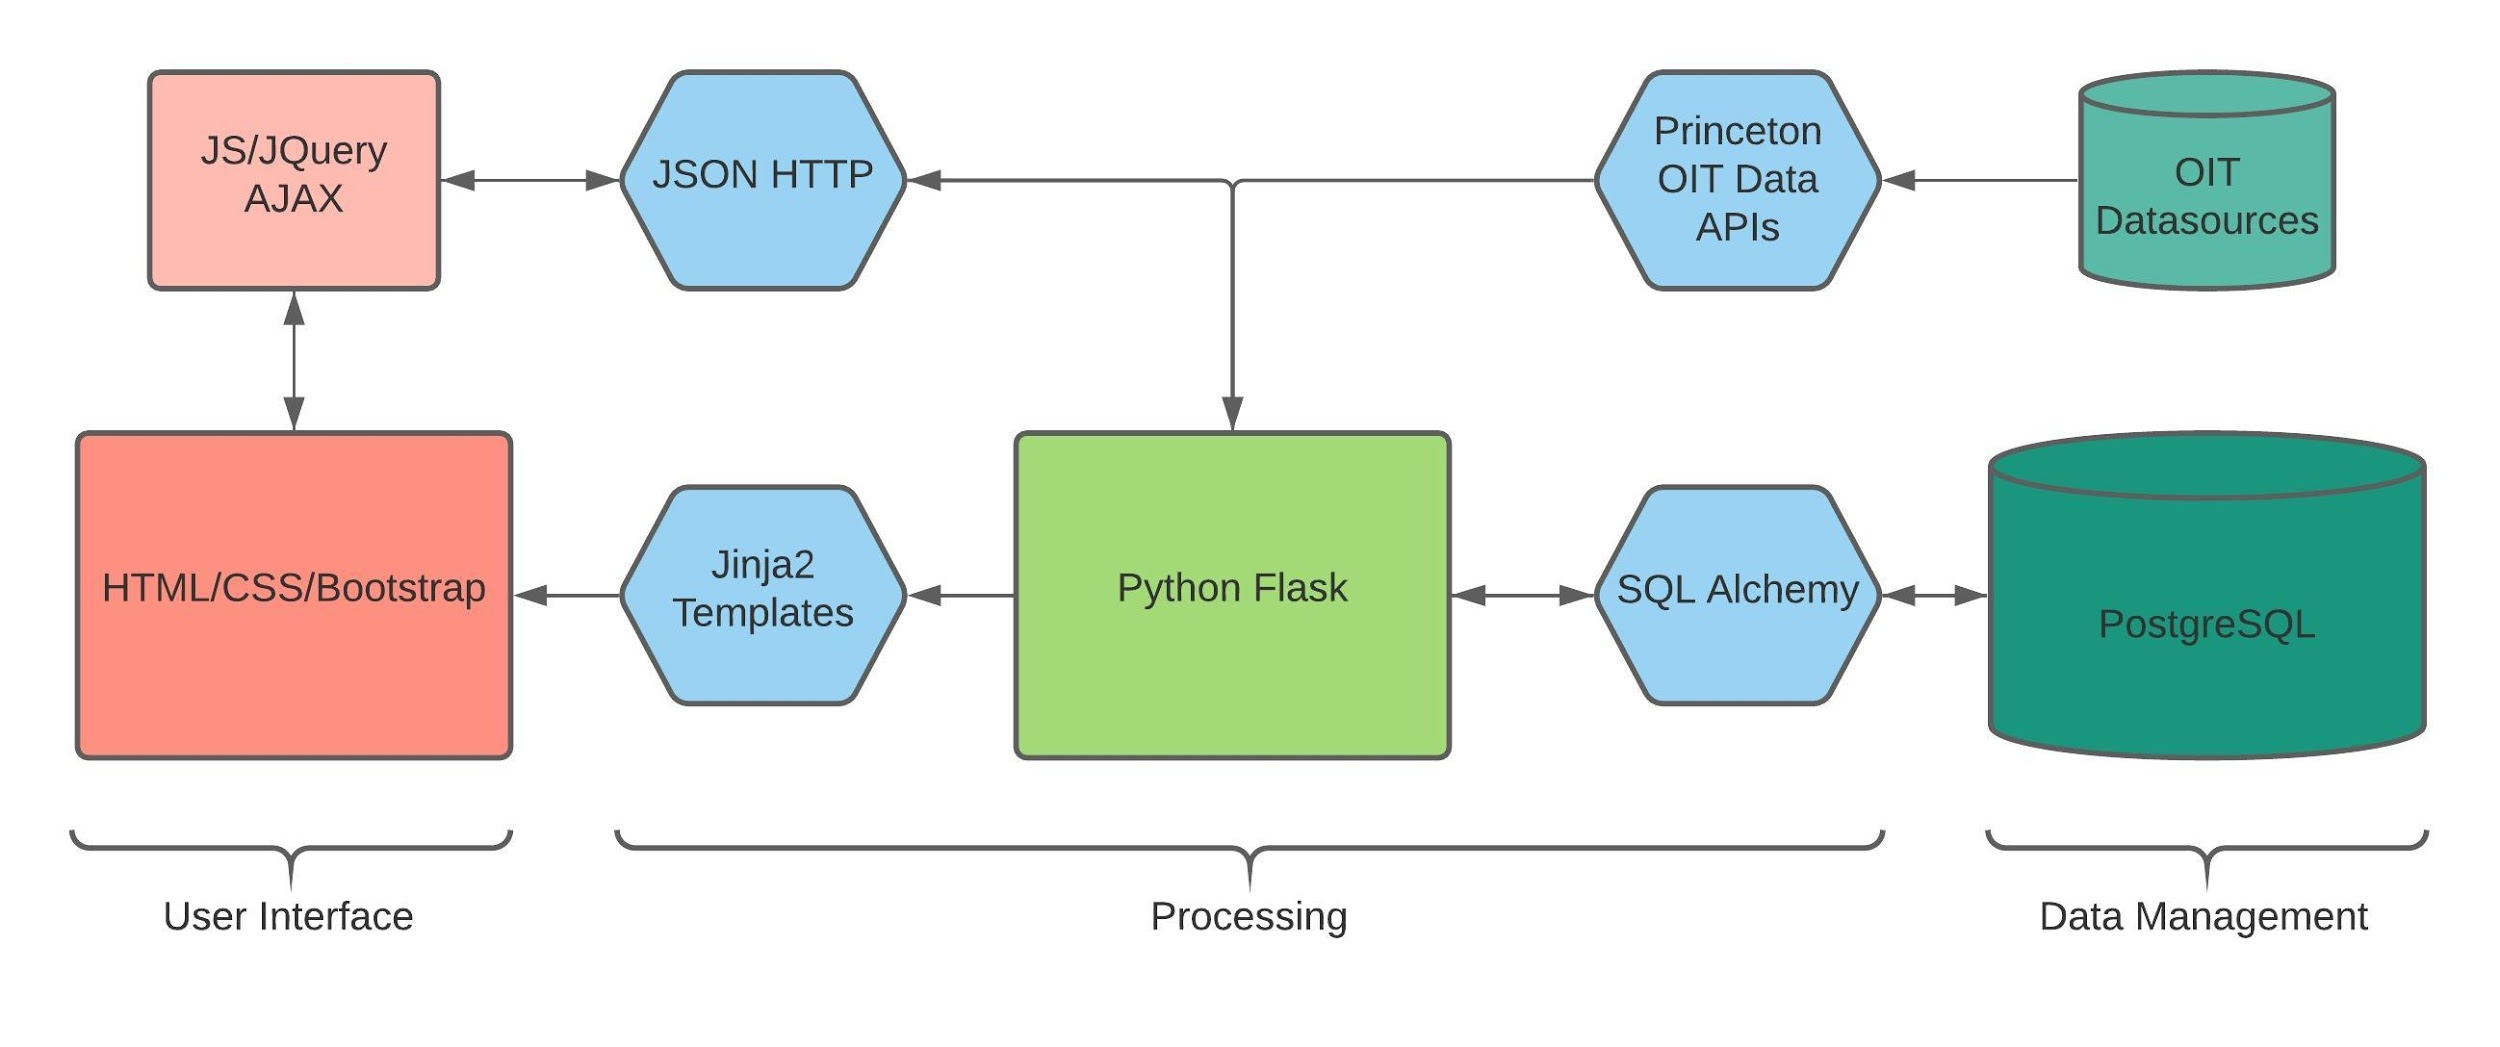 JS/JQuery
AJAX
JSON HTTP
Princeton
OIT Data
APIs
OIT
Datasources
HTML/CSS/Bootstrap
Jinja2
Templates
Python Flask
SQL Alchemy
PostgreSQL
User Interface
Processing
Data Management